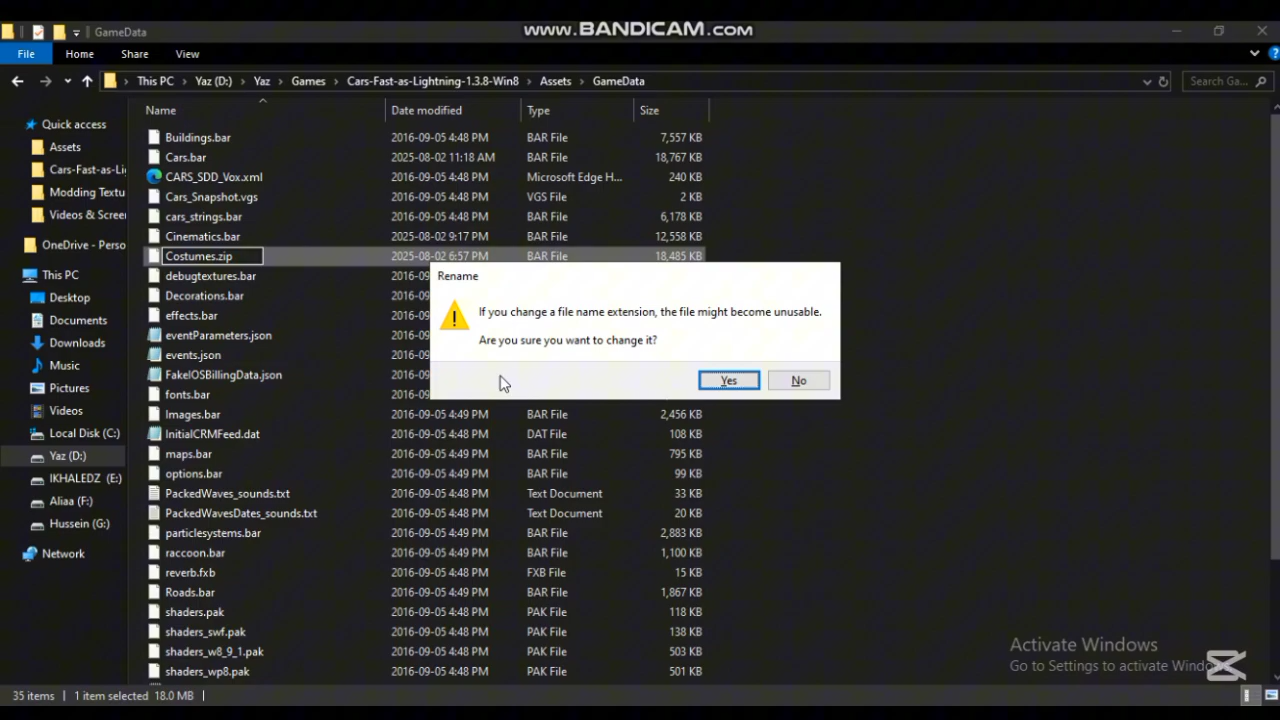 www.BANDICAM.com
GameData
File Home Share View
This PC Yaz (D:) Yaz Games Cars-Fast-as-Lightning-1.3.8-Win8 Assets GameData
Search Ga...
Name Date modified Type Size
Quick access
Assets
Cars-Fast-as-Li
Modding Textu
Videos & Scree
OneDrive - Perso
This PC
Desktop
Documents
Downloads
Music
Pictures
Videos
Local Disk (C:)
Yaz (D:)
IKHALEDZ (E:)
Aliaa (F:)
Hussein (G:)
Network
Buildings.bar 2016-09-05 4:48 PM BAR File 7,557 KB
Cars.bar 2025-08-02 11:18 AM BAR File 18,767 KB
CARS_SDD_Vox.xml 2016-09-05 4:48 PM Microsoft Edge H... 240 KB
Cars_Snapshot.vgs 2016-09-05 4:48 PM VGS File 2 KB
cars_strings.bar 2016-09-05 4:48 PM BAR File 6,178 KB
Cinematics.bar 2025-08-02 9:17 PM BAR File 12,558 KB
Costumes.zip 2025-08-02 6:57 PM BAR File 18,485 KB
debugtextures.bar 2016-09
Decorations.bar 2016-09
effects.bar 2016-09
eventParameters.json 2016-09
events.json 2016-09
FakeIOSBillingData.json 2016-09
fonts.bar 2016-09
Images.bar 2016-09-05 4:49 PM BAR File 2,456 KB
InitialCRMFeed.dat 2016-09-05 4:48 PM DAT File 108 KB
maps.bar 2016-09-05 4:49 PM BAR File 795 KB
options.bar 2016-09-05 4:48 PM BAR File 99 KB
PackedWaves_sounds.txt 2016-09-05 4:48 PM Text Document 33 KB
PackedWavesDates_sounds.txt 2016-09-05 4:48 PM Text Document 20 KB
particlesystems.bar 2016-09-05 4:49 PM BAR File 2,883 KB
raccoon.bar 2016-09-05 4:49 PM BAR File 1,100 KB
reverb.fxb 2016-09-05 4:48 PM FXB File 15 KB
Roads.bar 2016-09-05 4:49 PM BAR File 1,867 KB
shaders.pak 2016-09-05 4:48 PM PAK File 118 KB
shaders_swf.pak 2016-09-05 4:48 PM PAK File 138 KB
shaders_w8_9_1.pak 2016-09-05 4:48 PM PAK File 503 KB
shaders_wp8.pak 2016-09-05 4:48 PM PAK File 501 KB
Rename
If you change a file name extension, the file might become unusable.
Are you sure you want to change it?
Yes No
Activate Windows
Go to Settings to activate Windo
35 items 1 item selected 18.0 MB